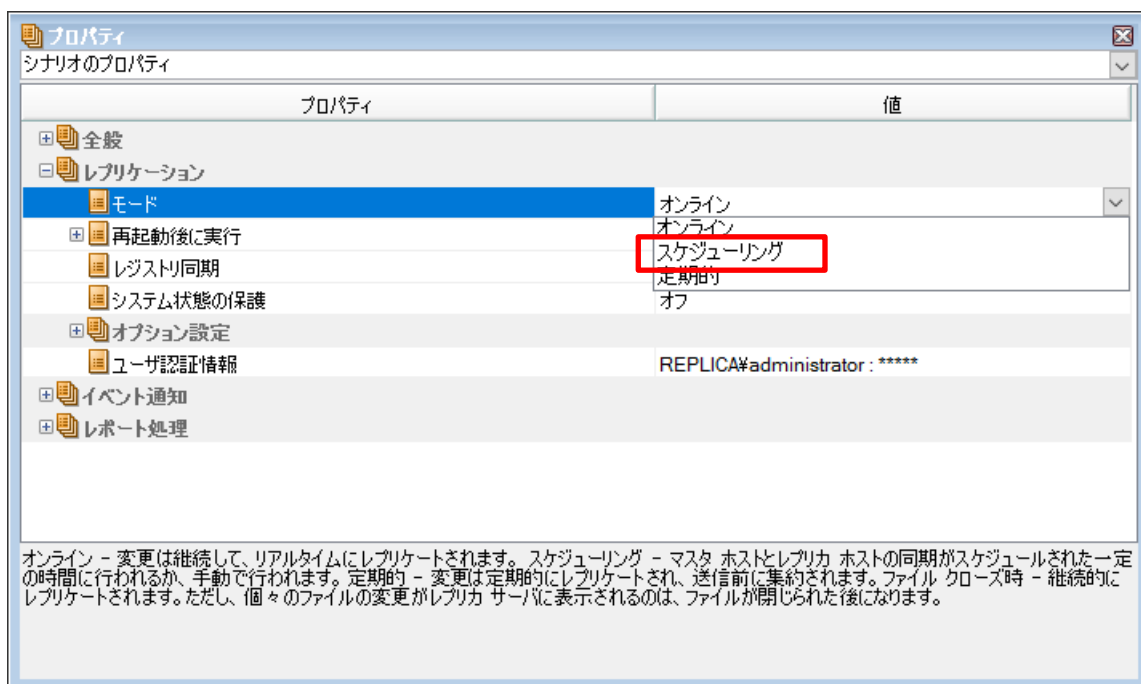 プロパティ
シナリオのプロパティ
プロパティ 値
全般
レプリケーション
モード オンライン
オンライン
再起動後に実行
スケジューリング
レジストリ同期
定期的
システム状態の保護 オフ
オプション設定
ユーザ認証情報 REPLICA¥administrator : *****
イベント通知
レポート処理
オンライン - 変更は継続して、リアルタイムにレプリケートされます。 スケジューリング - マスタ ホストとレプリカ ホストの同期がスケジュールされた一定
の時間に行われるか、手動で行われます。定期的 - 変更は定期的にレプリケートされ、送信前に集約されます。ファイル クローズ時 - 継続的に
レプリケートされます。ただし、個々のファイルの変更がレプリカ サーバに表示されるのは、ファイルが閉じられた後になります。